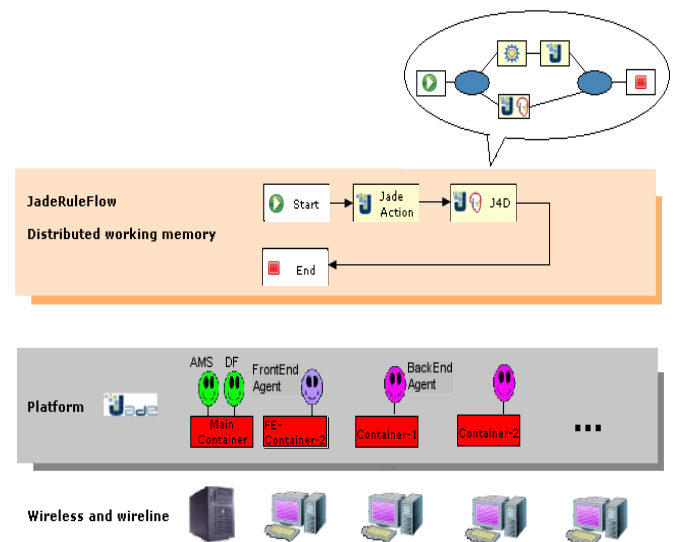 JadeRuleFlow
Distributed working memory
Start
Jade
Action
J4D
End
AMS DF
FrontEnd
Agent
BackEnd
Agent
Platform
Jade
Main
Container
FE-
Container-2
Container-1
Container-2
...
Wireless and wireline